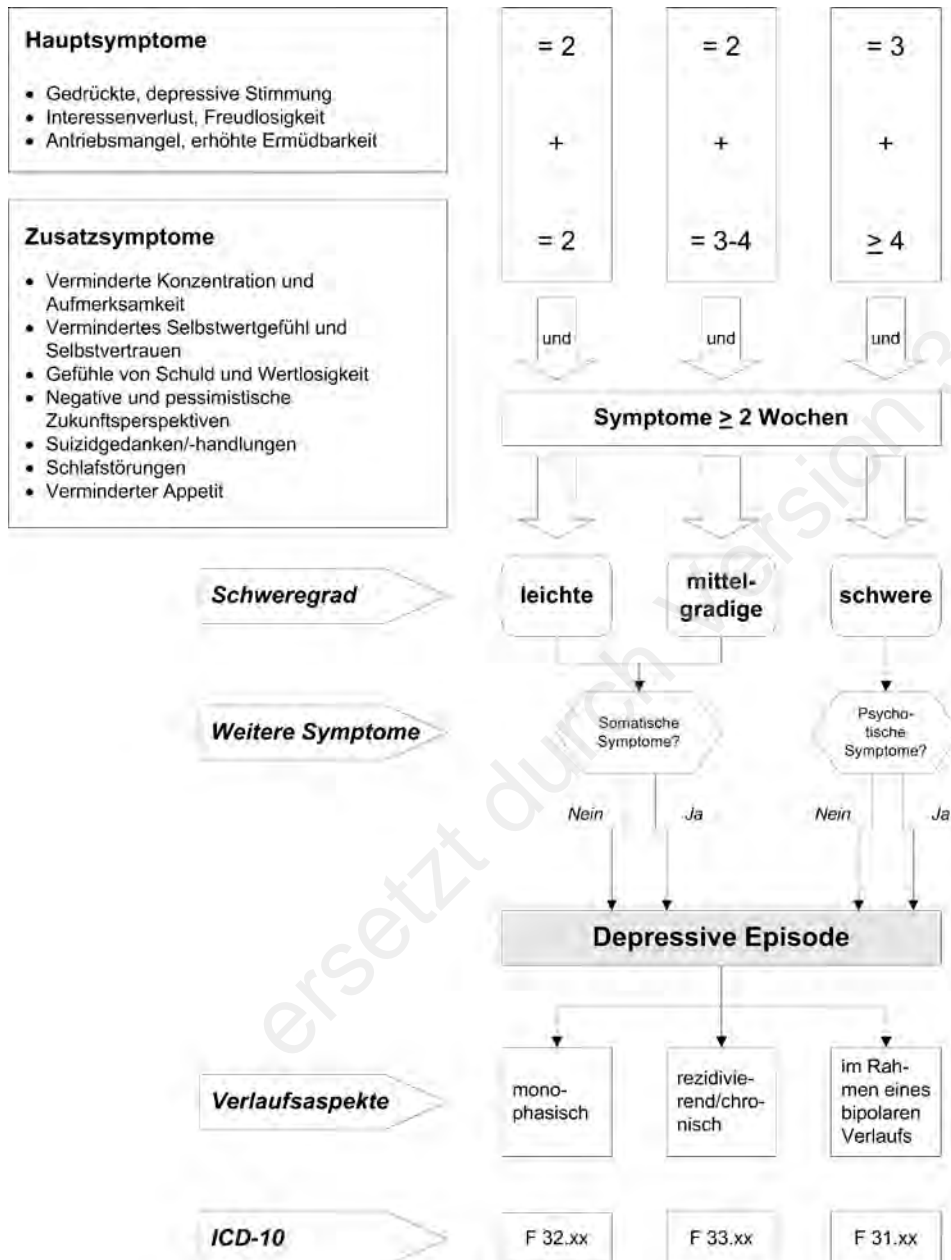 Hauptsymptome
• Gedrückte, depressive Stimmung
• Interessenverlust, Freudlosigkeit
• Antriebsmangel, erhöhte Ermüdbarkeit
= 2
= 2
= 3
+
+
+
= 2
= 3-4
≥ 4
Zusatzsymptome
• Verminderte Konzentration und
Aufmerksamkeit
• Vermindertes Selbstwertgefühl und
Selbstvertrauen
• Gefühle von Schuld und Wertlosigkeit
• Negative und pessimistische
Zukunftsperspektiven
• Suizidgedanken/-handlungen
• Schlafstörungen
• Verminderter Appetit
und
und
und
Symptome ≥ 2 Wochen
Schweregrad
leichte
mittel-
gradige
schwere
Weitere Symptome
Somatische
Symptome?
Psycho-
tische
Symptome?
Nein
Ja
Nein
Ja
Depressive Episode
Verlaufsaspekte
mono-
phasisch
rezidivie-
rend/chro-
nisch
im Rah-
men eines
bipolaren
Verlaufs
ICD-10
F 32.xx
F 33.xx
F 31.xx
ersetzt durch Version